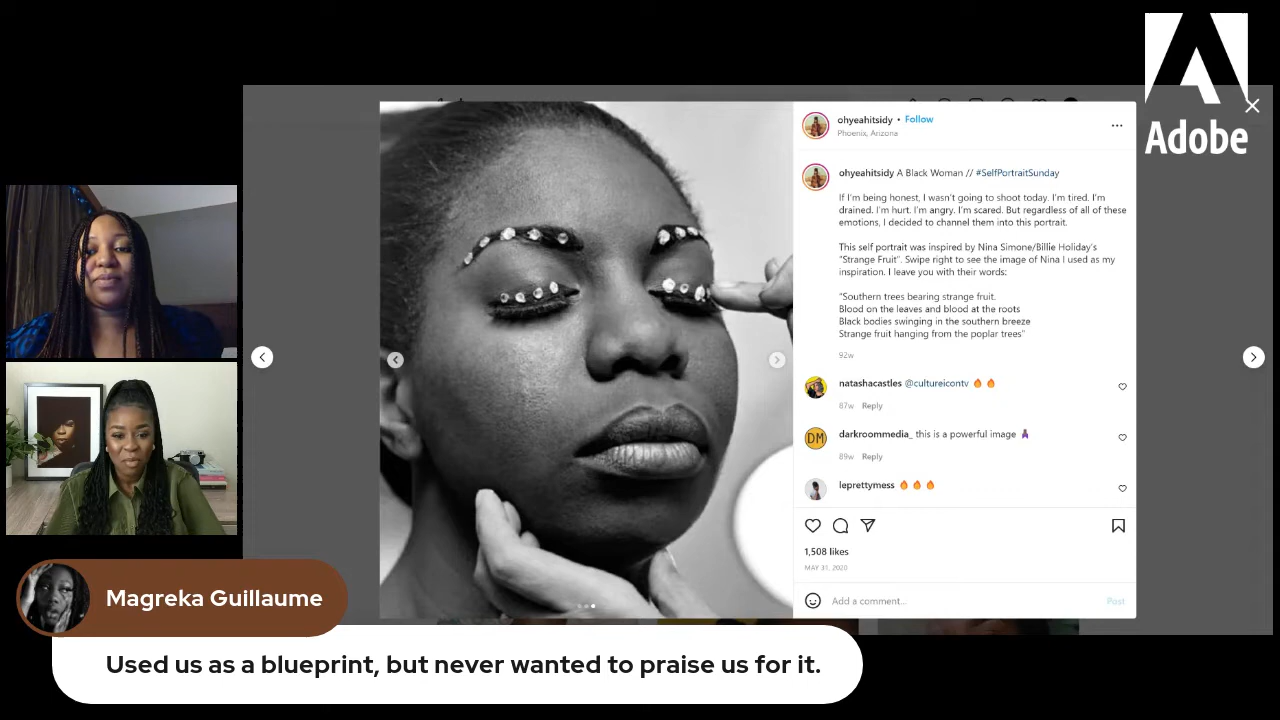 Adobe
ohyeahitsidy • Follow
Phoenix, Arizona
ohyeahitsidy A Black Woman // #SelfPortraitSunday
If I'm being honest, I wasn't going to shoot today. I'm tired. I'm
drained. I'm hurt. I'm angry. I'm scared. But regardless of all of these
emotions, I decided to channel them into this portrait.
This self portrait was inspired by Nina Simone/Billie Holiday's
"Strange Fruit". Swipe right to see the image of Nina I used as my
inspiration. I leave you with their words:
"Southern trees bearing strange fruit.
Blood on the leaves and blood at the roots
Black bodies swinging in the southern breeze
Strange fruit hanging from the poplar trees"
92w
natashacastles @cultureicontv 🔥 🔥
87w Reply
darkroommedia_ this is a powerful image
DM
89w Reply
leprettymess 🔥 🔥 🔥
1,508 likes
MAY 31, 2020
Add a comment...
Post
Magreka Guillaume
Used us as a blueprint, but never wanted to praise us for it.